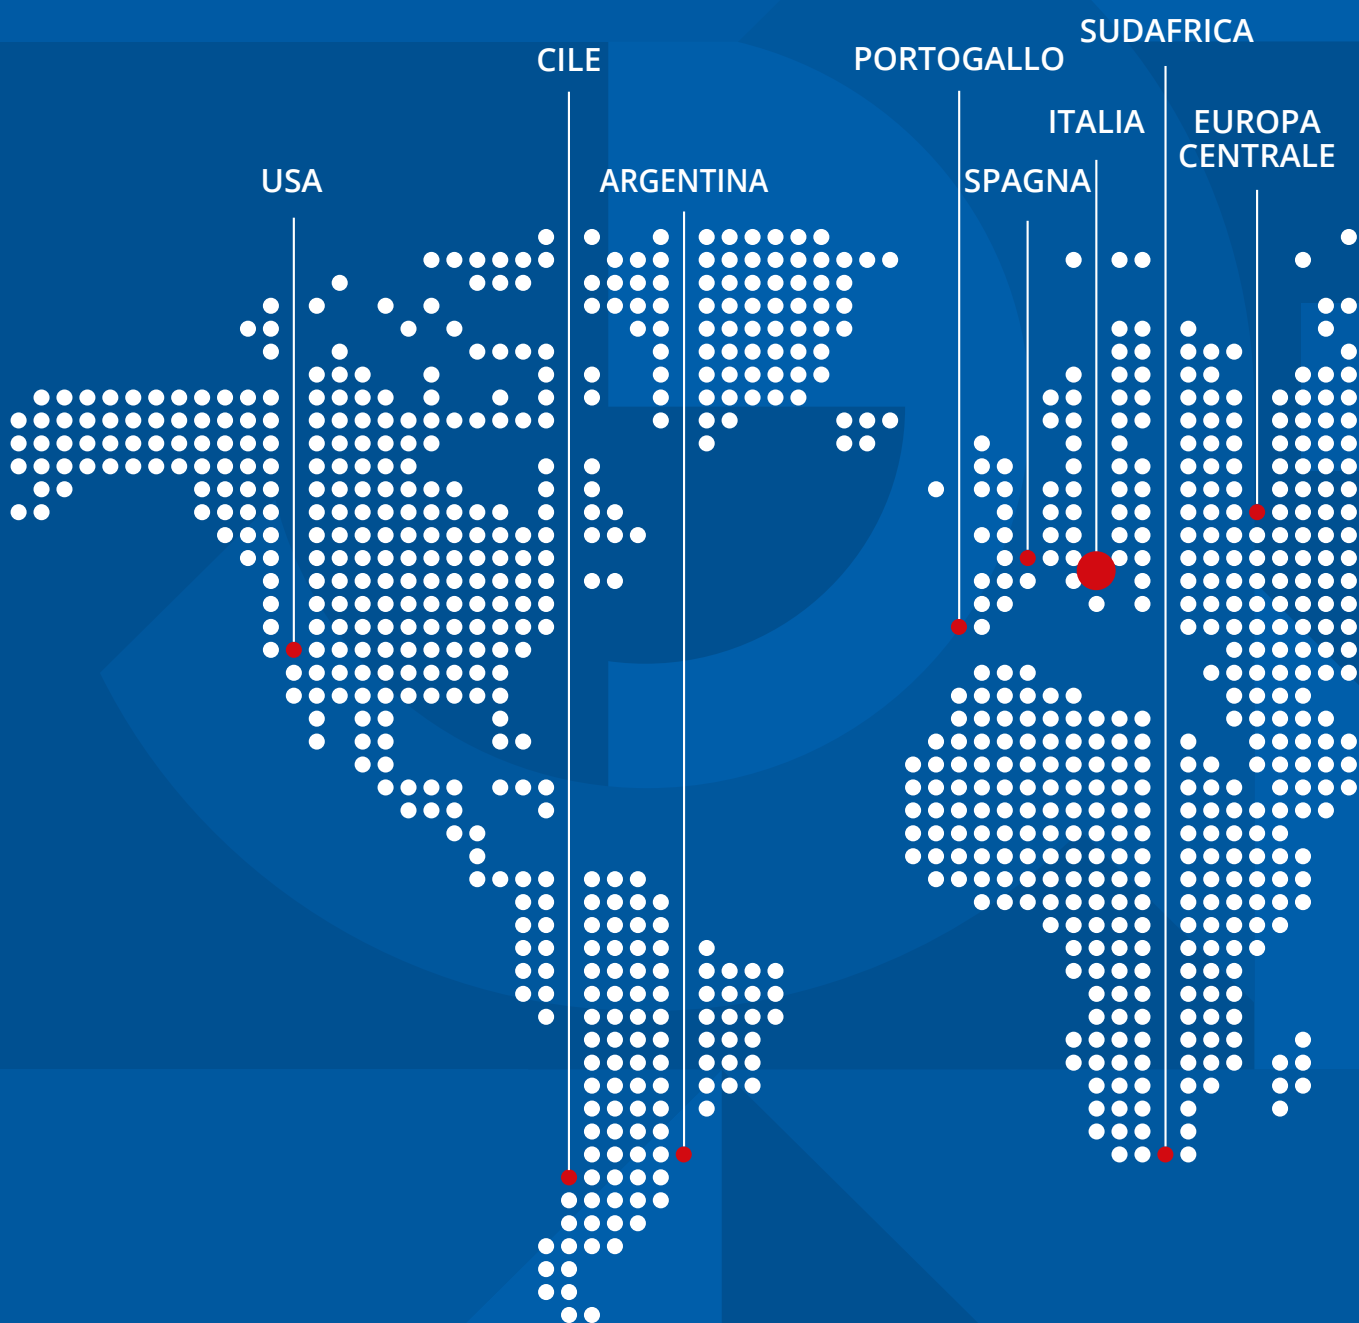 SUDAFRICA
CILE
PORTOGALLO
ITALIA
EUROPA
CENTRALE
USA
ARGENTINA
SPAGNA